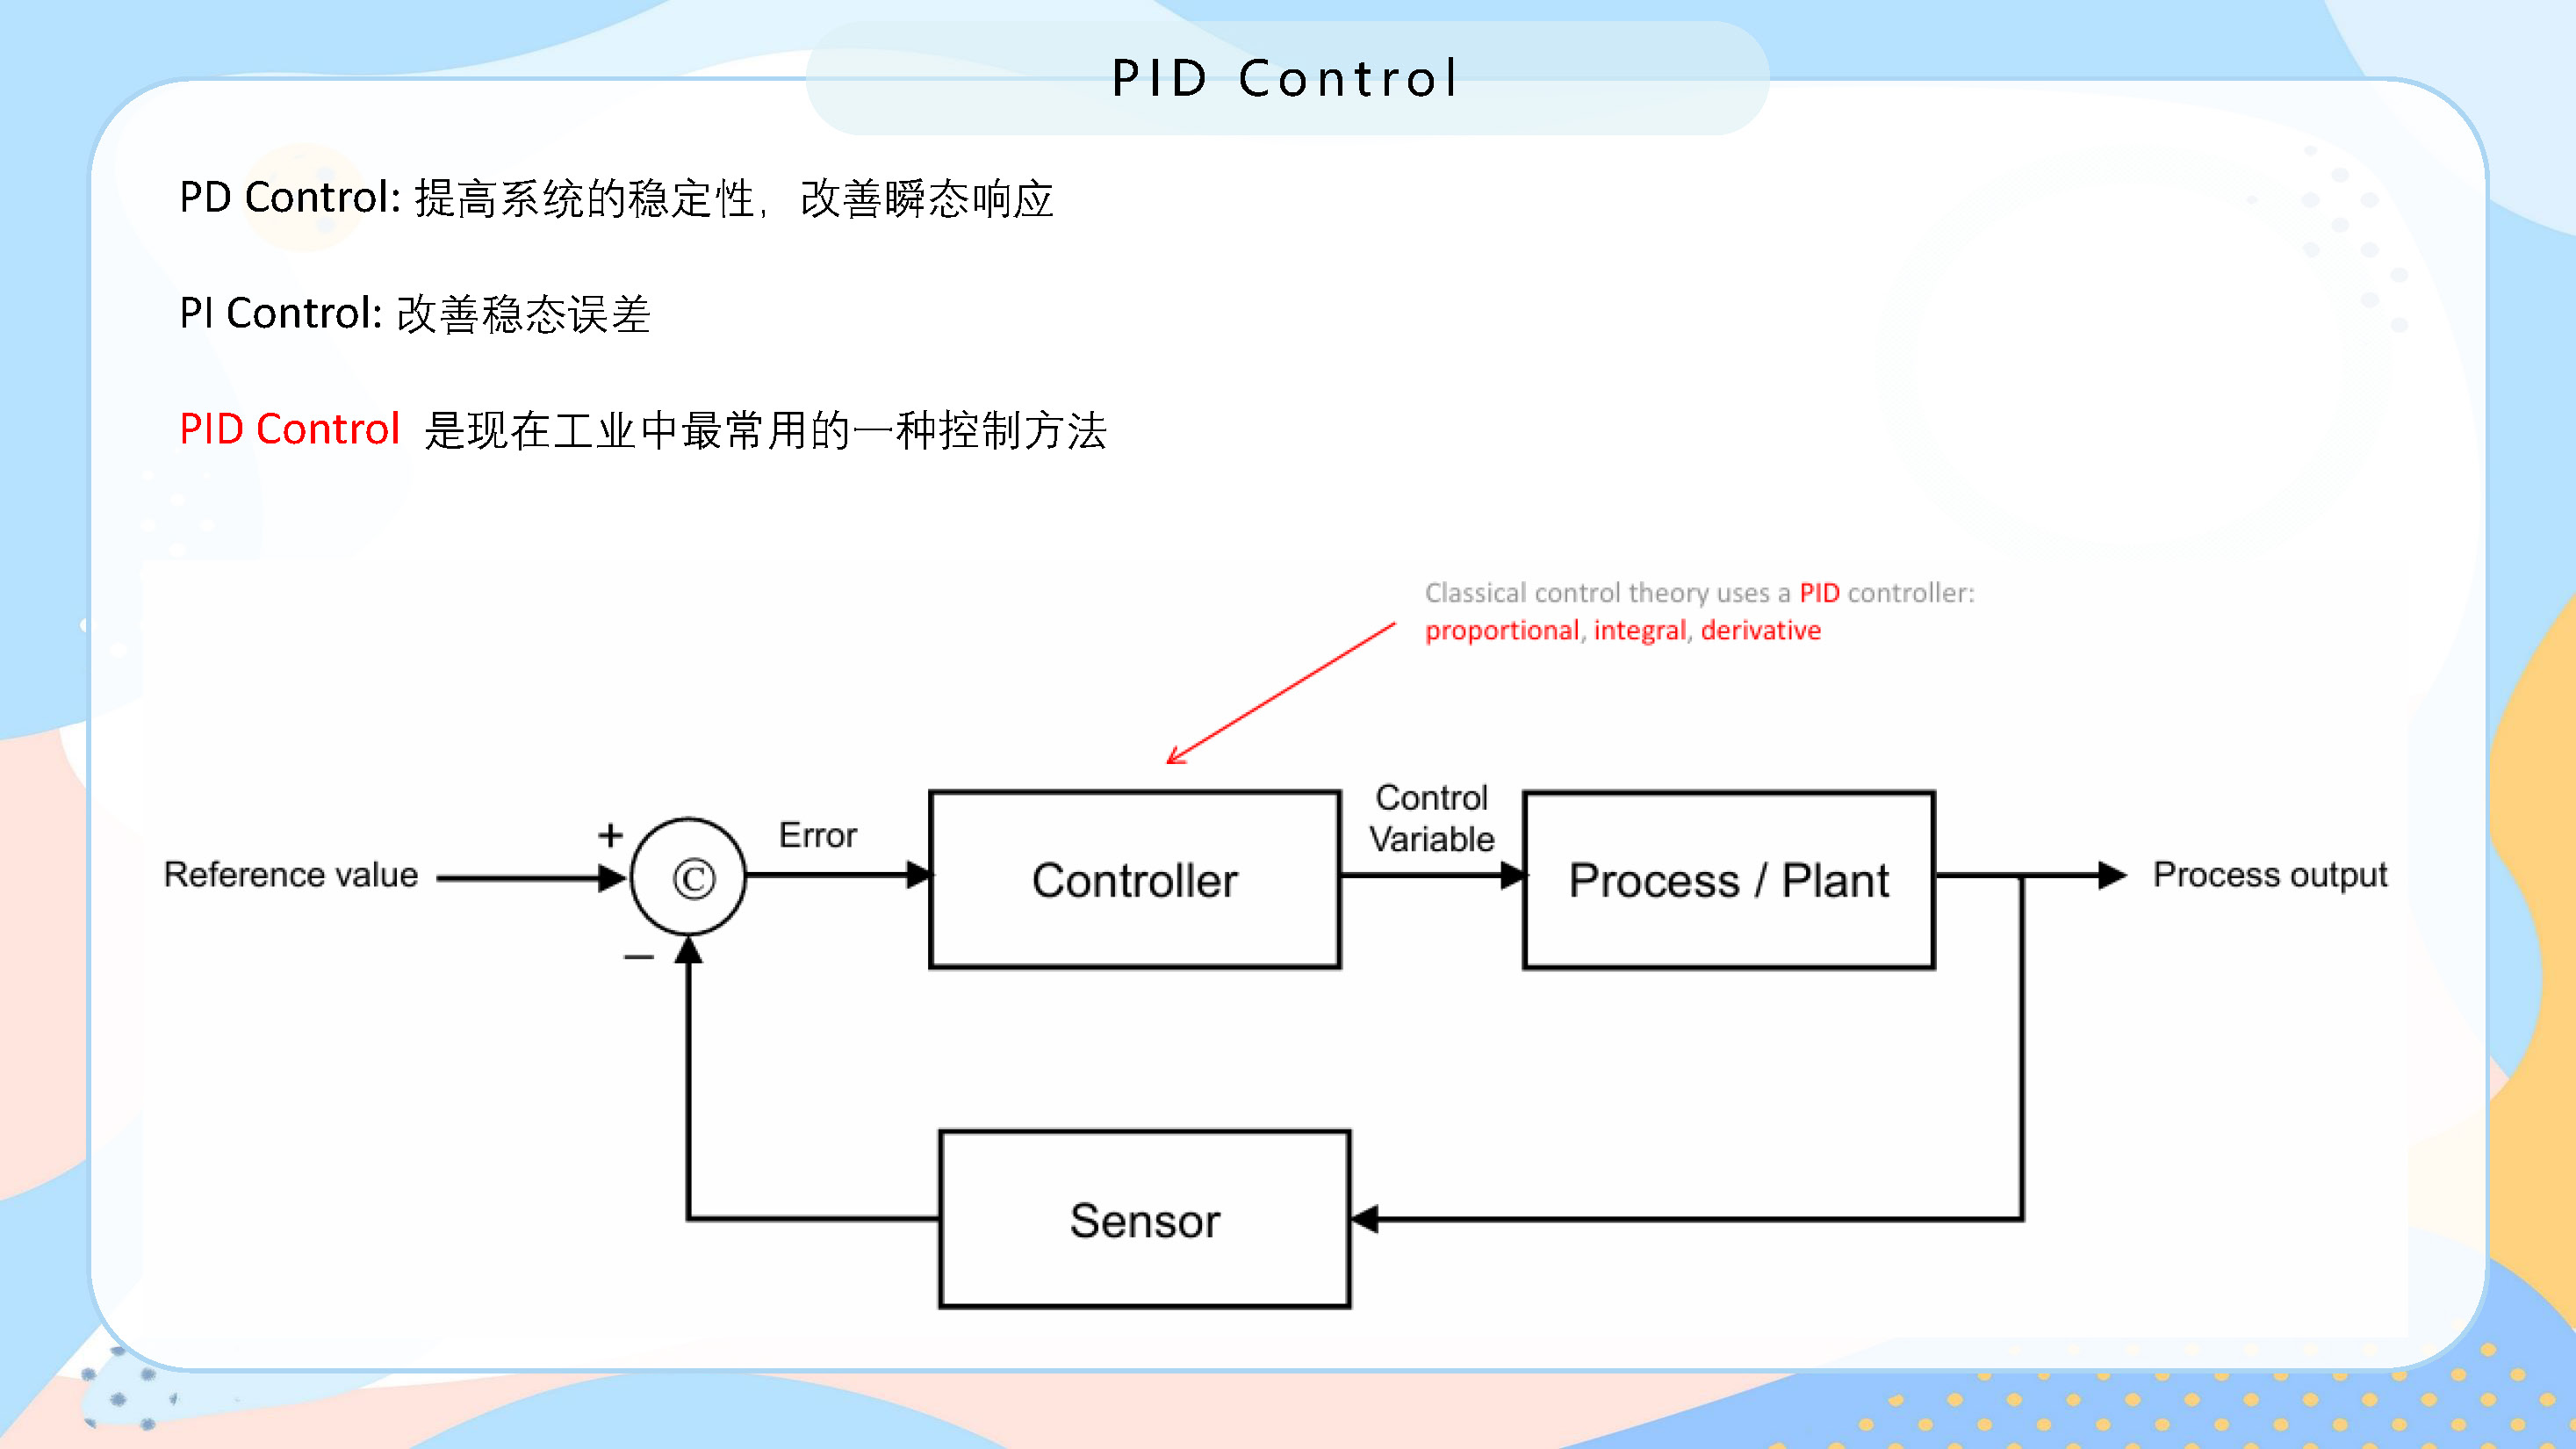 PID Control
PD Control: 提高系统的稳定性，改善瞬态响应
PI Control: 改善稳态误差
PID Control 是现在工业中最常用的一种控制方法
Classical control theory uses a PID controller:
proportional, integral, derivative
Reference value
+
©
−
Error
Controller
Control
Variable
Process / Plant
Process output
Sensor